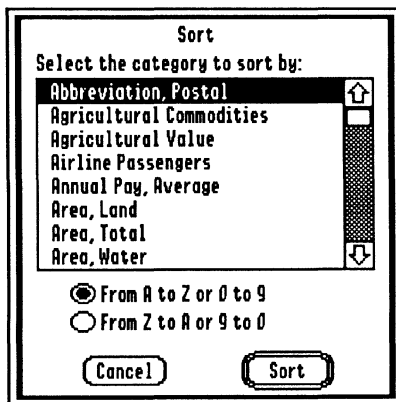 Sort
Select the category to sort by:
Abbreviation, Postal
Agricultural Commodities
Agricultural Value
Airline Passengers
Annual Pay, Average
Area, Land
Area, Total
Area, Water
From A to Z or 0 to 9
From Z to A or 9 to 0
Cancel
Sort